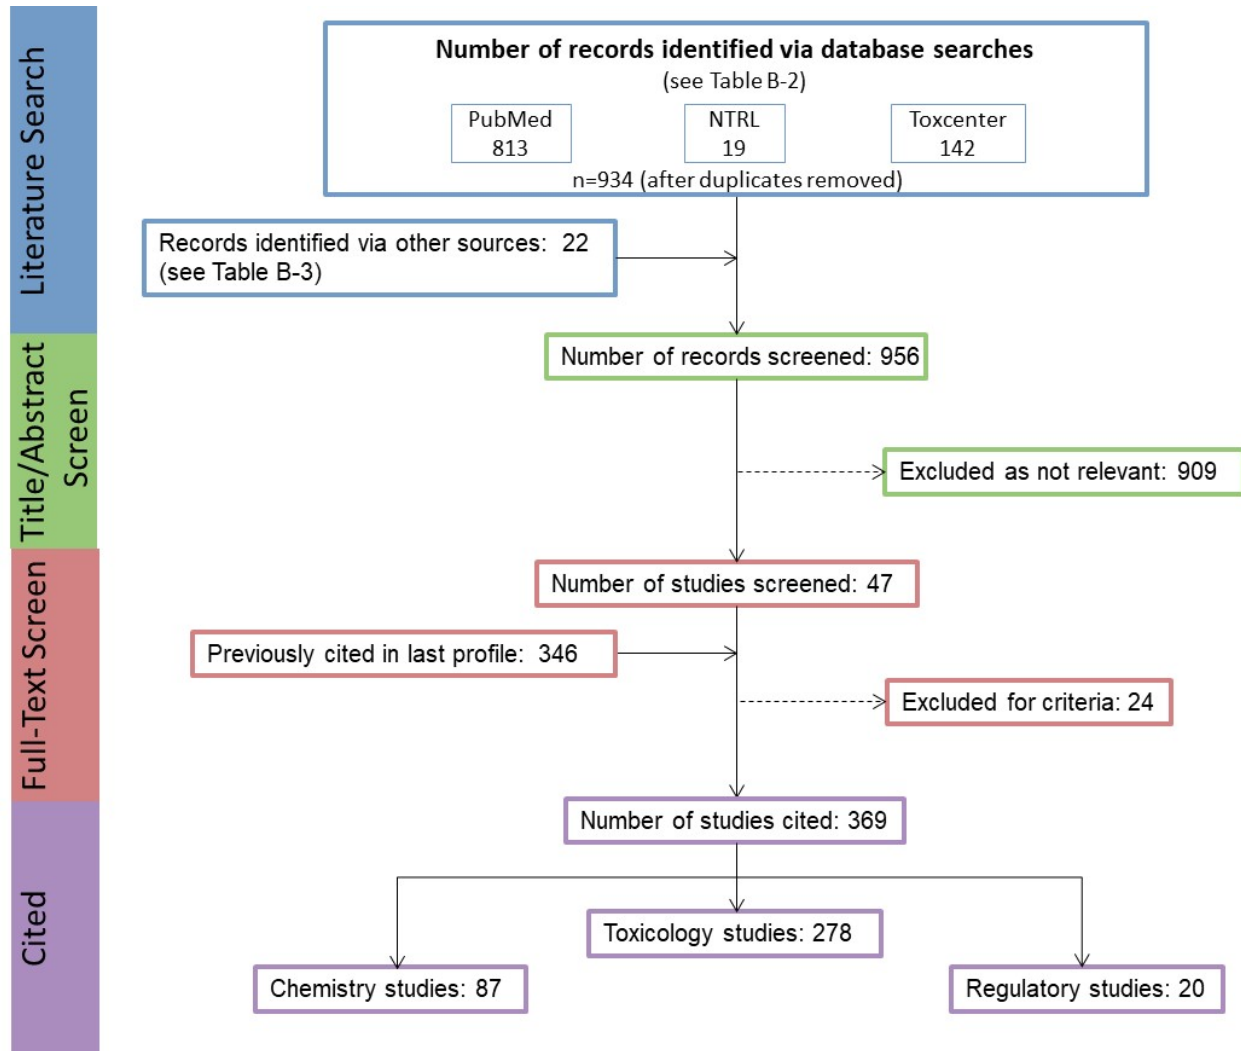 Literature Search
Number of records identified via database searches
(see Table B-2)
PubMed
813
NTRL
19
Toxcenter
142
n=934 (after duplicates removed)
Records identified via other sources: 22
(see Table B-3)
Title/Abstract
Screen
Number of records screened: 956
Excluded as not relevant: 909
Full-Text Screen
Number of studies screened: 47
Previously cited in last profile: 346
Excluded for criteria: 24
Cited
Number of studies cited: 369
Toxicology studies: 278
Chemistry studies: 87
Regulatory studies: 20